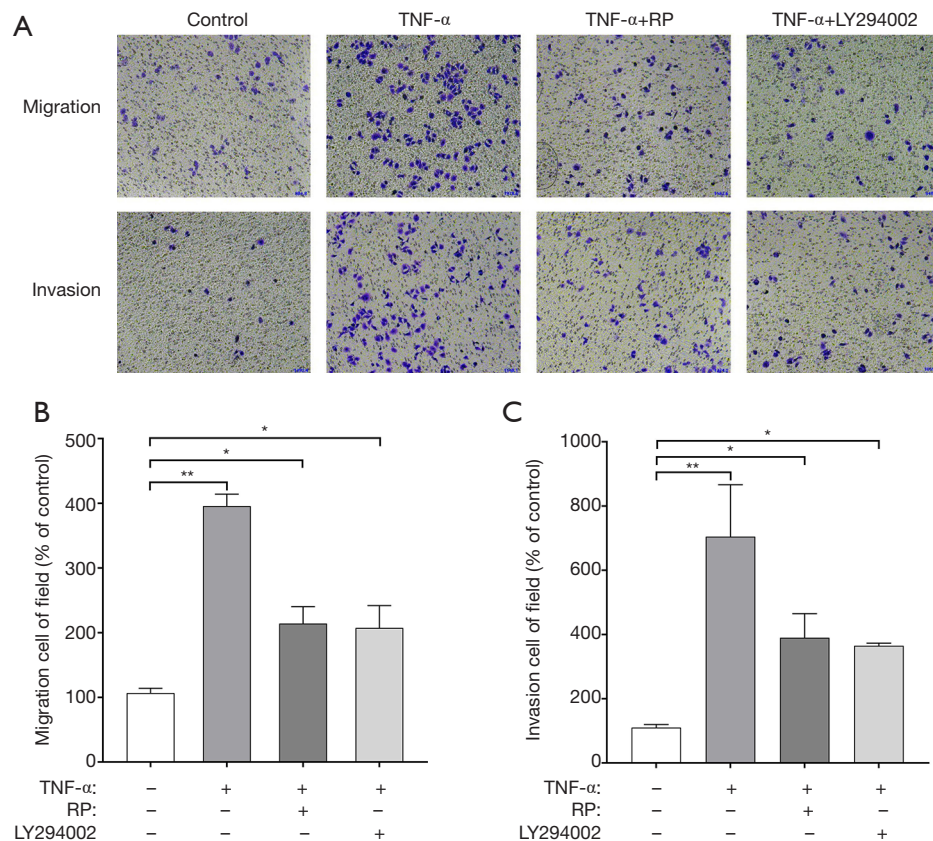 A
Control TNF-α TNF-α+RP TNF-α+LY294002
Migration
Invasion
B
Migration cell of field (% of control)
500
400
300
200
100
0
**
*
*
TNF-α: – + + +
RP: – – + –
LY294002 – – – +
C
Invasion cell of field (% of control)
1000
800
600
400
200
0
**
*
*
TNF-α: – + + +
RP: – – + –
LY294002 – – – +